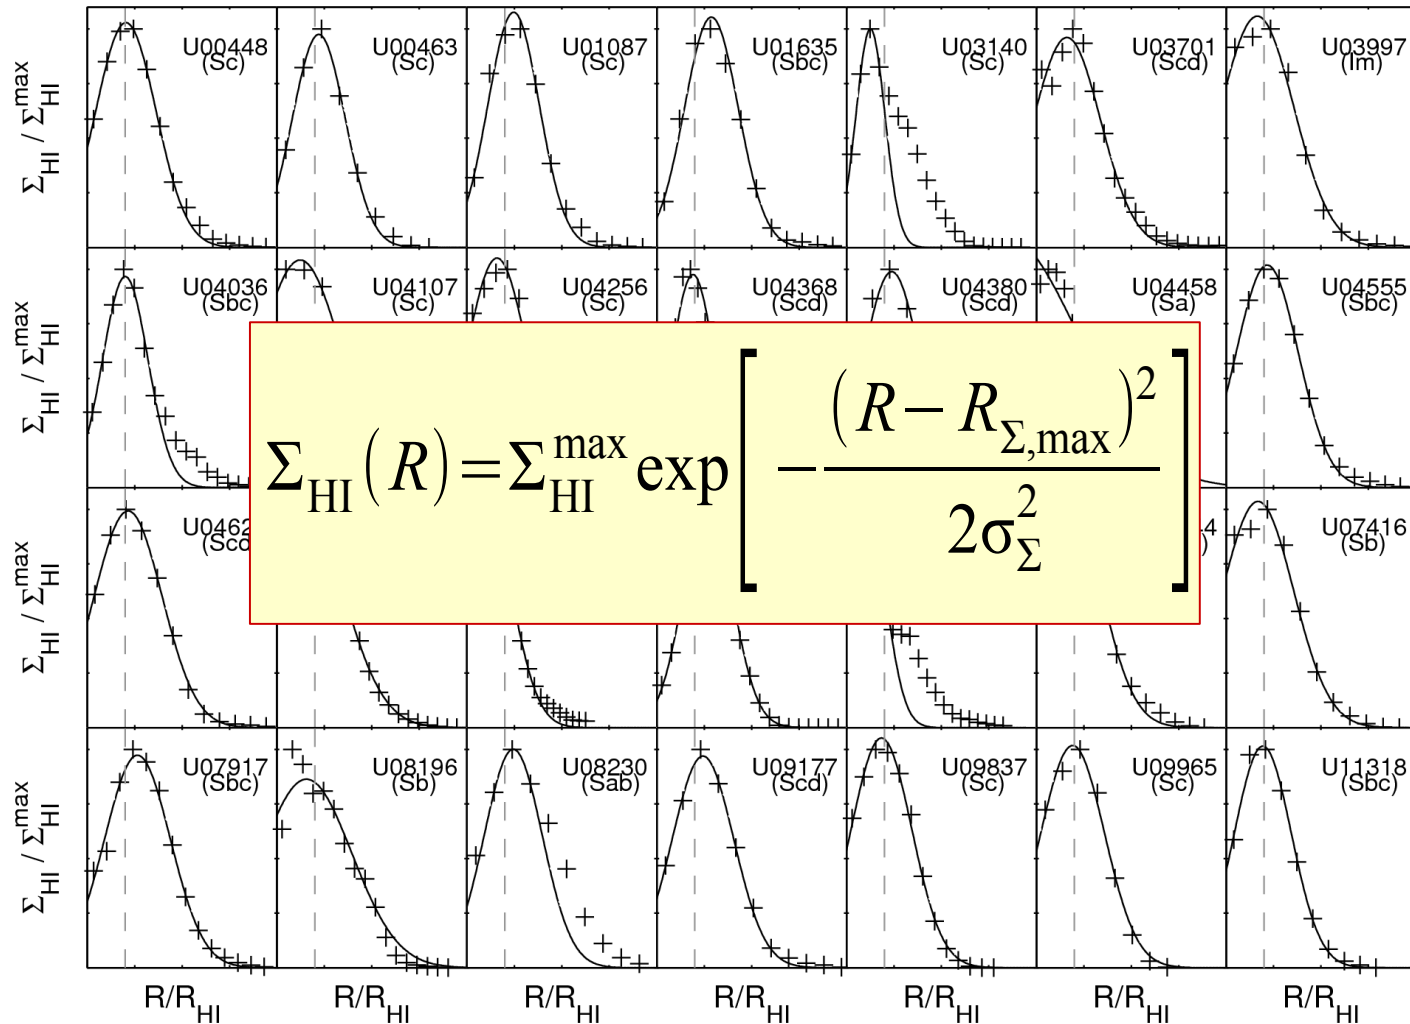 Σ_HI / Σ_HI^max
U00448 (Sc)
U00463 (Sc)
U01087 (Sc)
U01635 (Sbc)
U03140 (Sc)
U03701 (Scd)
U03997 (Im)
Σ_HI / Σ_HI^max
U04036 (Sbc)
U04107 (Sc)
U04256 (Sc)
U04368 (Scd)
U04380 (Scd)
U04458 (Sa)
U04555 (Sbc)
Σ_HI(R)=Σ_HI^max exp[−(R−R_Σ,max)^2 / 2σ_Σ^2]
Σ_HI / Σ_HI^max
U07416 (Sb)
Σ_HI / Σ_HI^max
U07917 (Sbc)
U08196 (Sb)
U08230 (Sab)
U09177 (Scd)
U09837 (Sc)
U09965 (Sc)
U11318 (Sbc)
R/R_HI R/R_HI R/R_HI R/R_HI R/R_HI R/R_HI R/R_HI